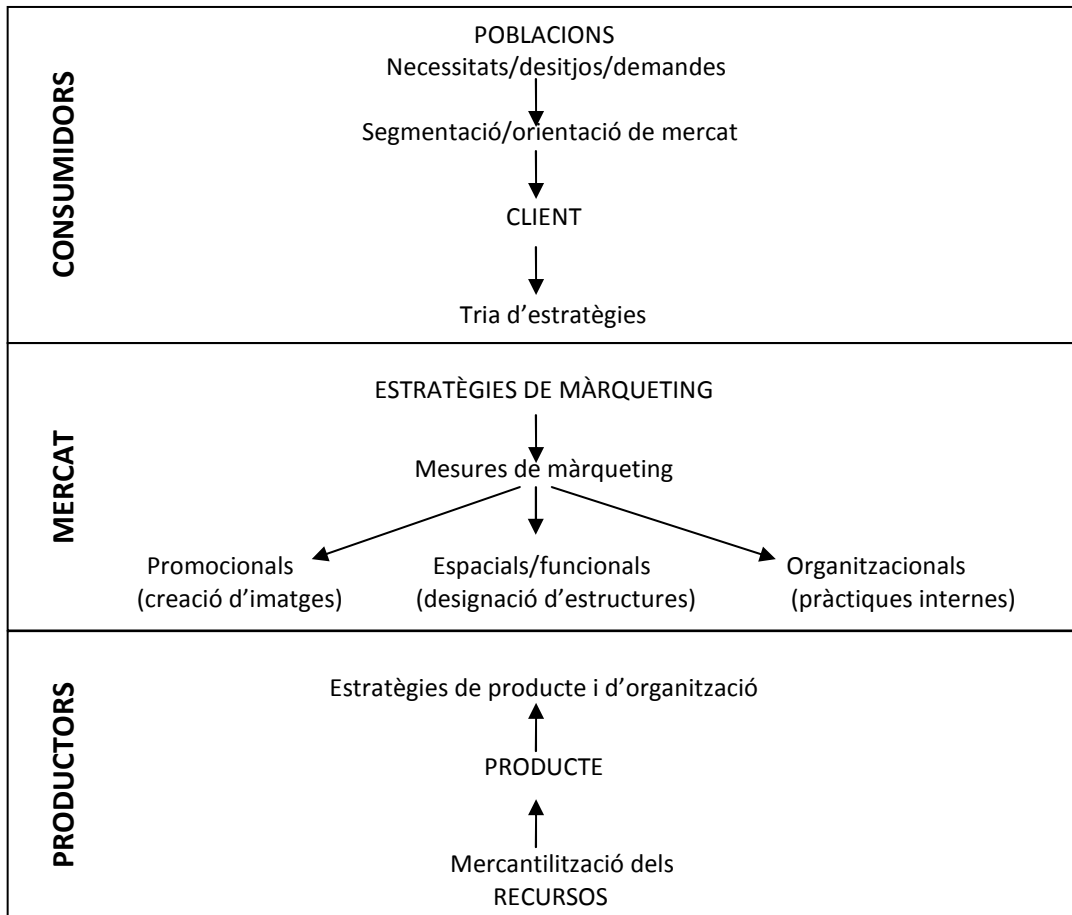 CONSUMIDORS
POBLACIONS
Necessitats/desitjos/demandes
Segmentació/orientació de mercat
CLIENT
Tria d’estratègies
MERCAT
ESTRATÈGIES DE MÀRQUETING
Mesures de màrqueting
Promocionals
(creació d’imatges)
Espacials/funcionals
(designació d’estructures)
Organitzacionals
(pràctiques internes)
PRODUCTORS
Estratègies de producte i d’organització
PRODUCTE
Mercantilització dels
RECURSOS